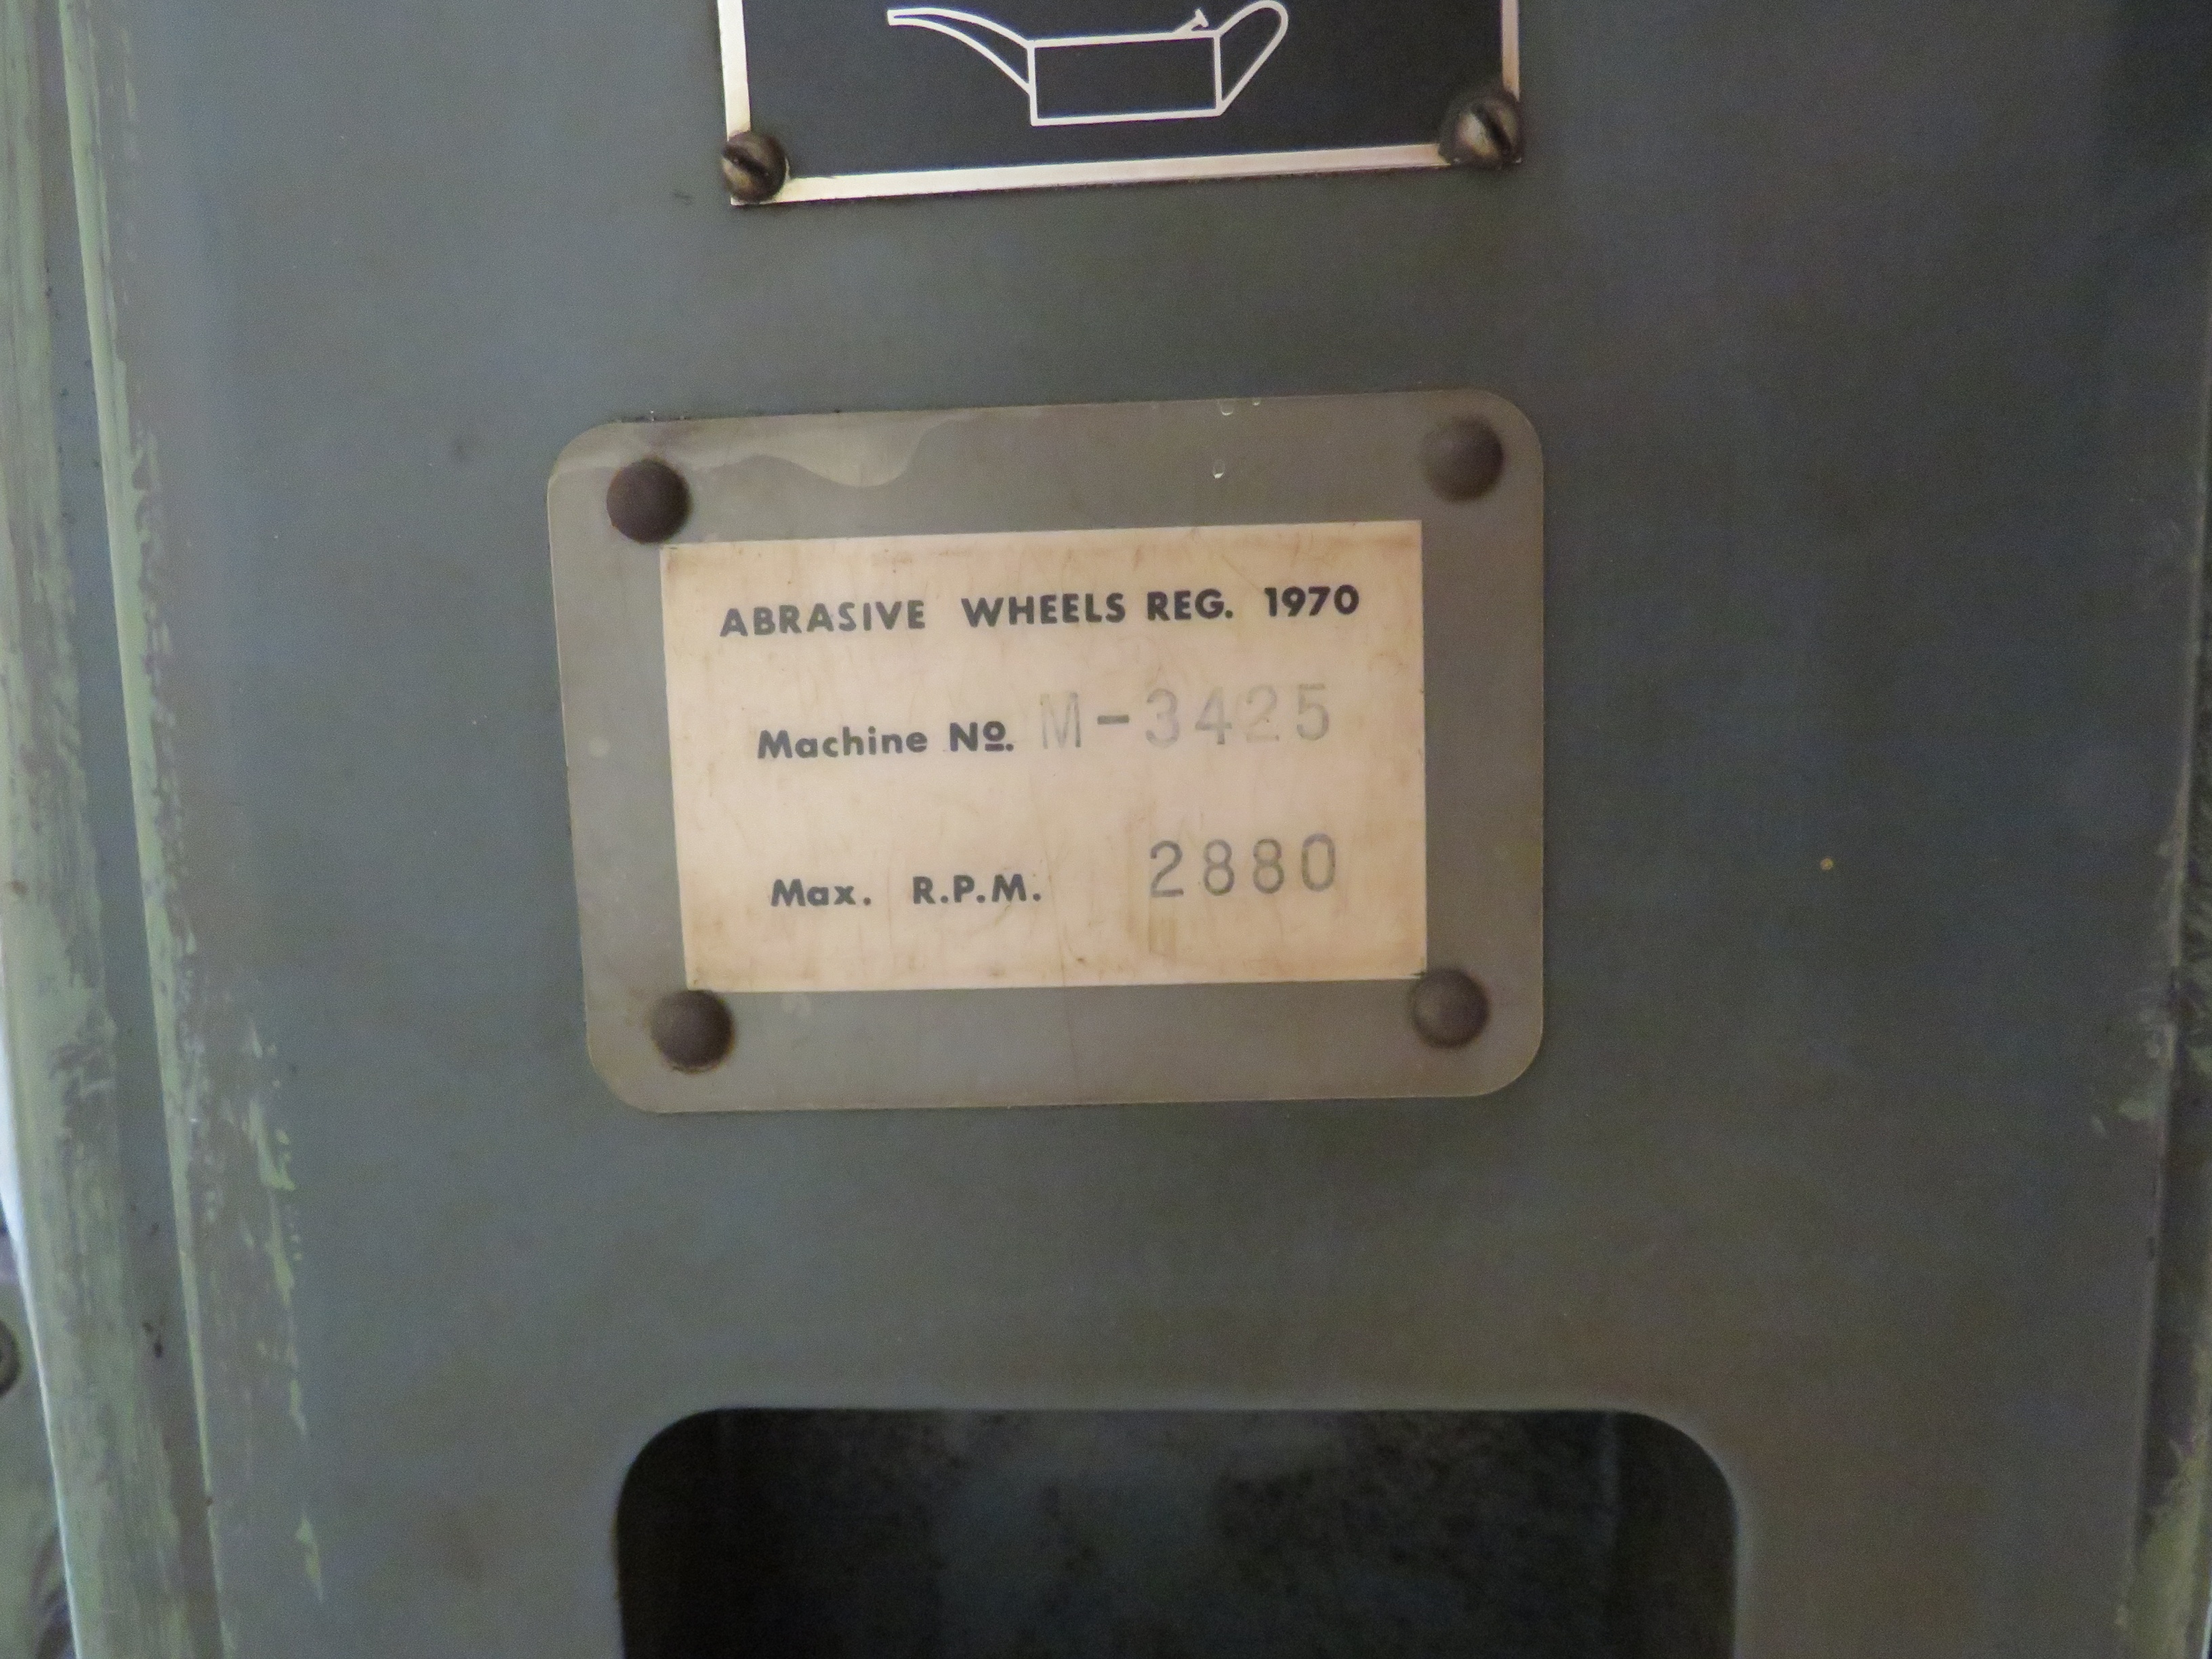 ABRASIVE WHEELS REG. 1970
Machine Nº. M-3425
Max. R.P.M. 2880